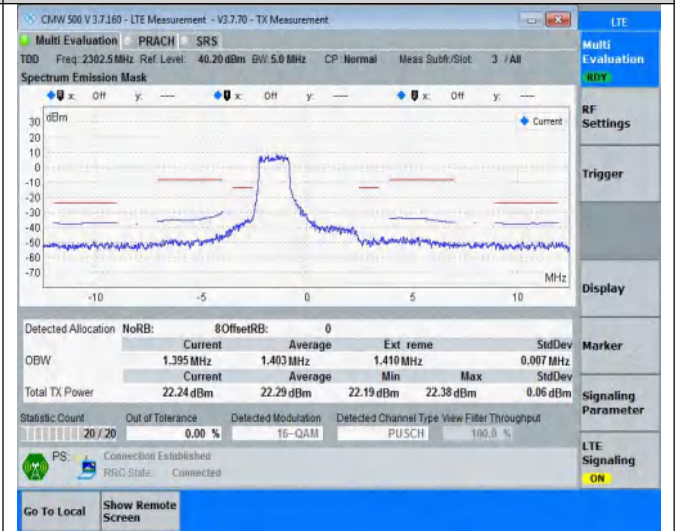 CMW 500 V 3.7.160 - LTE Measurement - V3.7.70 - TX Measurement
LTE
Multi Evaluation PRACH SRS
TDD Freq.:2302.5 MHz Ref. Level: 40.20 dBm BW: 5.0 MHz CP: Normal Meas Subfr./Slot: 3 / All
Spectrum Emission Mask
x: Off y: --- x: Off y: --- x: Off y: ---
dBm
Current
30
20
10
0
-10
-20
-30
-40
-50
-60
-70
MHz
-10 -5 0 5 10
Detected Allocation NoRB: 8 OffsetRB: 0
Current Average Extreme StdDev
OBW 1.395 MHz 1.403 MHz 1.410 MHz 0.007 MHz
Current Average Min Max StdDev
Total TX Power 22.24 dBm 22.29 dBm 22.19 dBm 22.38 dBm 0.06 dBm
Statistic Count Out of Tolerance Detected Modulation Detected Channel Type View Filter Throughput
20 / 20 0.00 % 16-QAM PUSCH 100.0 %
PS: Connection Established
RRC State: Connected
Multi
Evaluation
RDY
RF
Settings
Trigger
Display
Marker
Signaling
Parameter
LTE
Signaling
ON
Go To Local
Show Remote
Screen